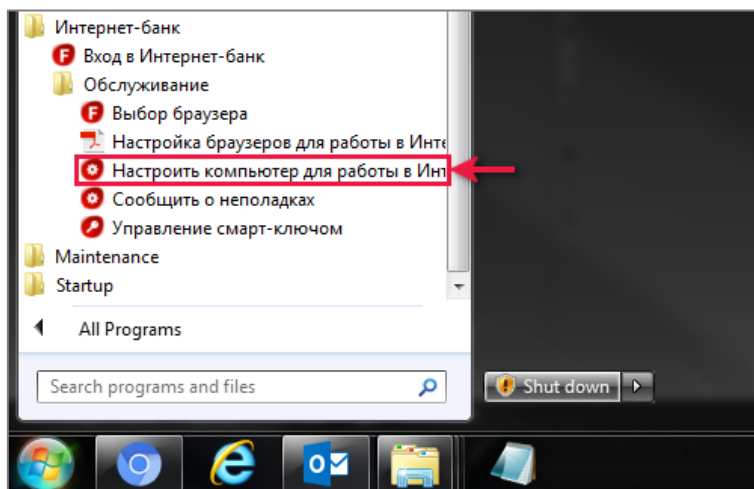 Интернет-банк
Вход в Интернет-банк
Обслуживание
Выбор браузера
Настройка браузеров для работы в Инте
Настроить компьютер для работы в Инт
Сообщить о неполадках
Управление смарт-ключом
Maintenance
Startup
All Programs
Search programs and files
Shut down